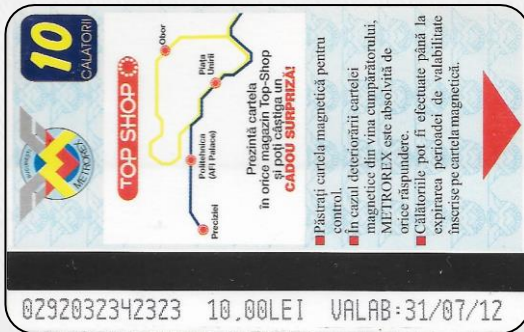 10
CĂLĂTORII
BUCUREȘTI
METROREX
TOP SHOP
Obor
Piața
Unirii
Politehnica
(AFI Palace)
Preciziei
Prezintă cartela
în orice magazin Top-Shop
și poți câștiga un
CADOU SURPRIZĂ!
Păstrați cartela magnetică pentru
control.
În cazul deteriorării cartelei
magnetice din vina cumpărătorului,
METROREX este absolvită de
orice răspundere.
Călătoriile pot fi efectuate până la
expirarea perioadei de valabilitate
înscrise pe cartela magnetică.
0292032342323 10,00LEI VALAB:31/07/12